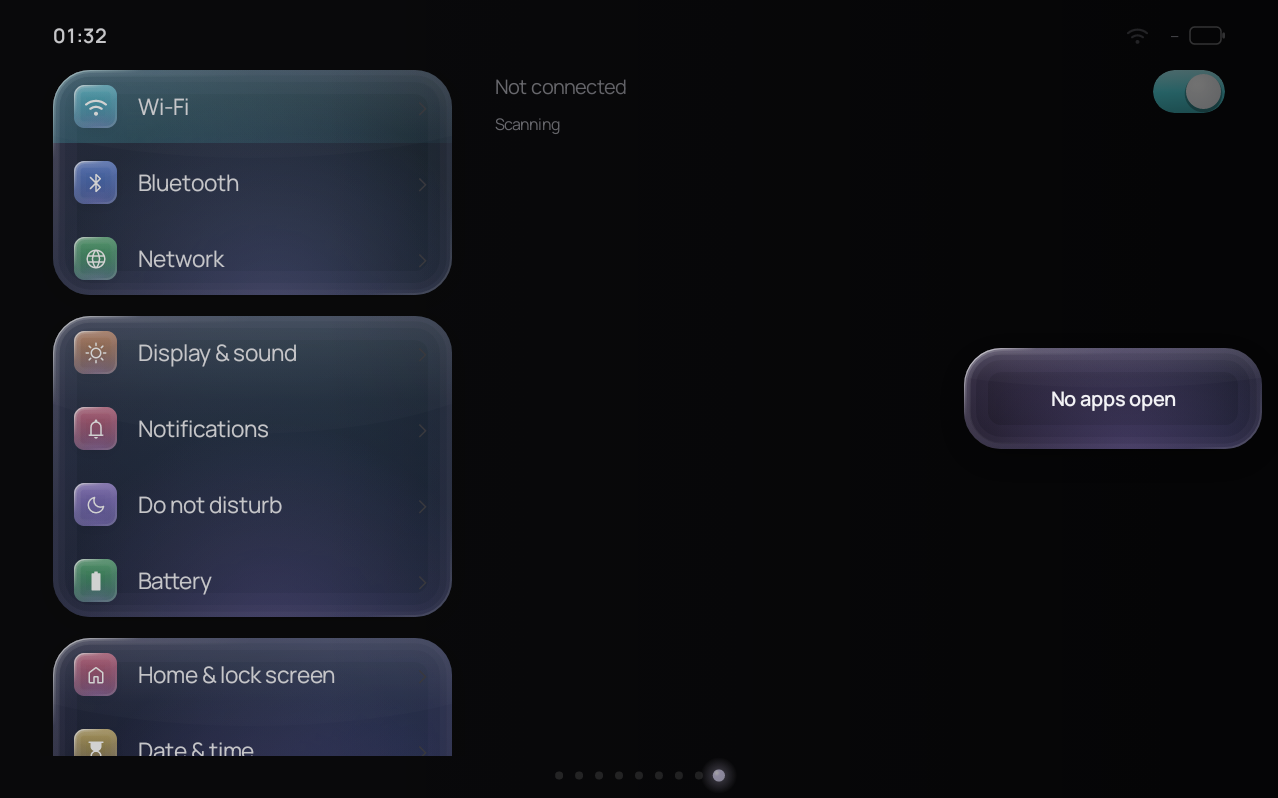 01:32
Wi-Fi
Bluetooth
Network
Display & sound
Notifications
Do not disturb
Battery
Home & lock screen
Date & time
Not connected
Scanning
No apps open